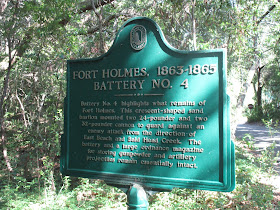 FORT HOLMES, 1863-1865
BATTERY NO. 4
Battery No. 4 highlights what remains of
Fort Holmes. This crescent-shaped sand
bastion mounted two 24-pounder and two
32-pounder cannon to guard against an
enemy attack from the direction of
East Beach and Bald Head Creek. The
battery and a large ordnance magazine
for storing gunpowder and artillery
projectiles remain essentially intact.